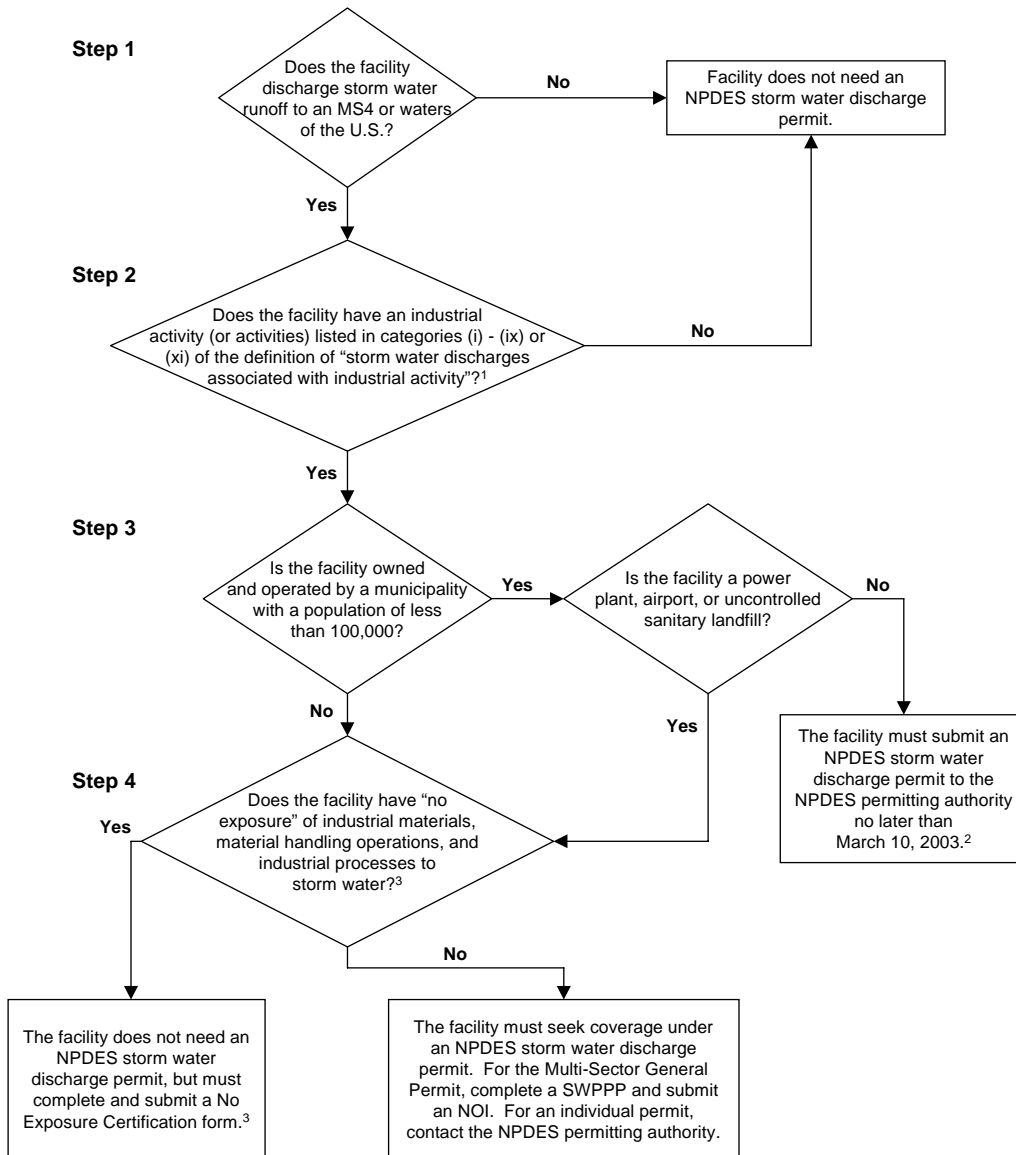 Step 1
Does the facility
discharge storm water
runoff to an MS4 or waters
of the U.S.?
No
Facility does not need an
NPDES storm water discharge
permit.
Yes
Step 2
Does the facility have an industrial
activity (or activities) listed in categories (i) - (ix) or
(xi) of the definition of “storm water discharges
associated with industrial activity”?¹
No
Yes
Step 3
Is the facility owned
and operated by a municipality
with a population of less
than 100,000?
Yes
Is the facility a power
plant, airport, or uncontrolled
sanitary landfill?
No
No
Yes
The facility must submit an
NPDES storm water
discharge permit to the
NPDES permitting authority
no later than
March 10, 2003.²
Step 4
Does the facility have “no
exposure” of industrial materials,
material handling operations, and
industrial processes to
storm water?³
Yes
No
The facility does not need an
NPDES storm water
discharge permit, but must
complete and submit a No
Exposure Certification form.³
The facility must seek coverage under
an NPDES storm water discharge
permit.  For the Multi-Sector General
Permit, complete a SWPPP and submit
an NOI.  For an individual permit,
contact the NPDES permitting authority.